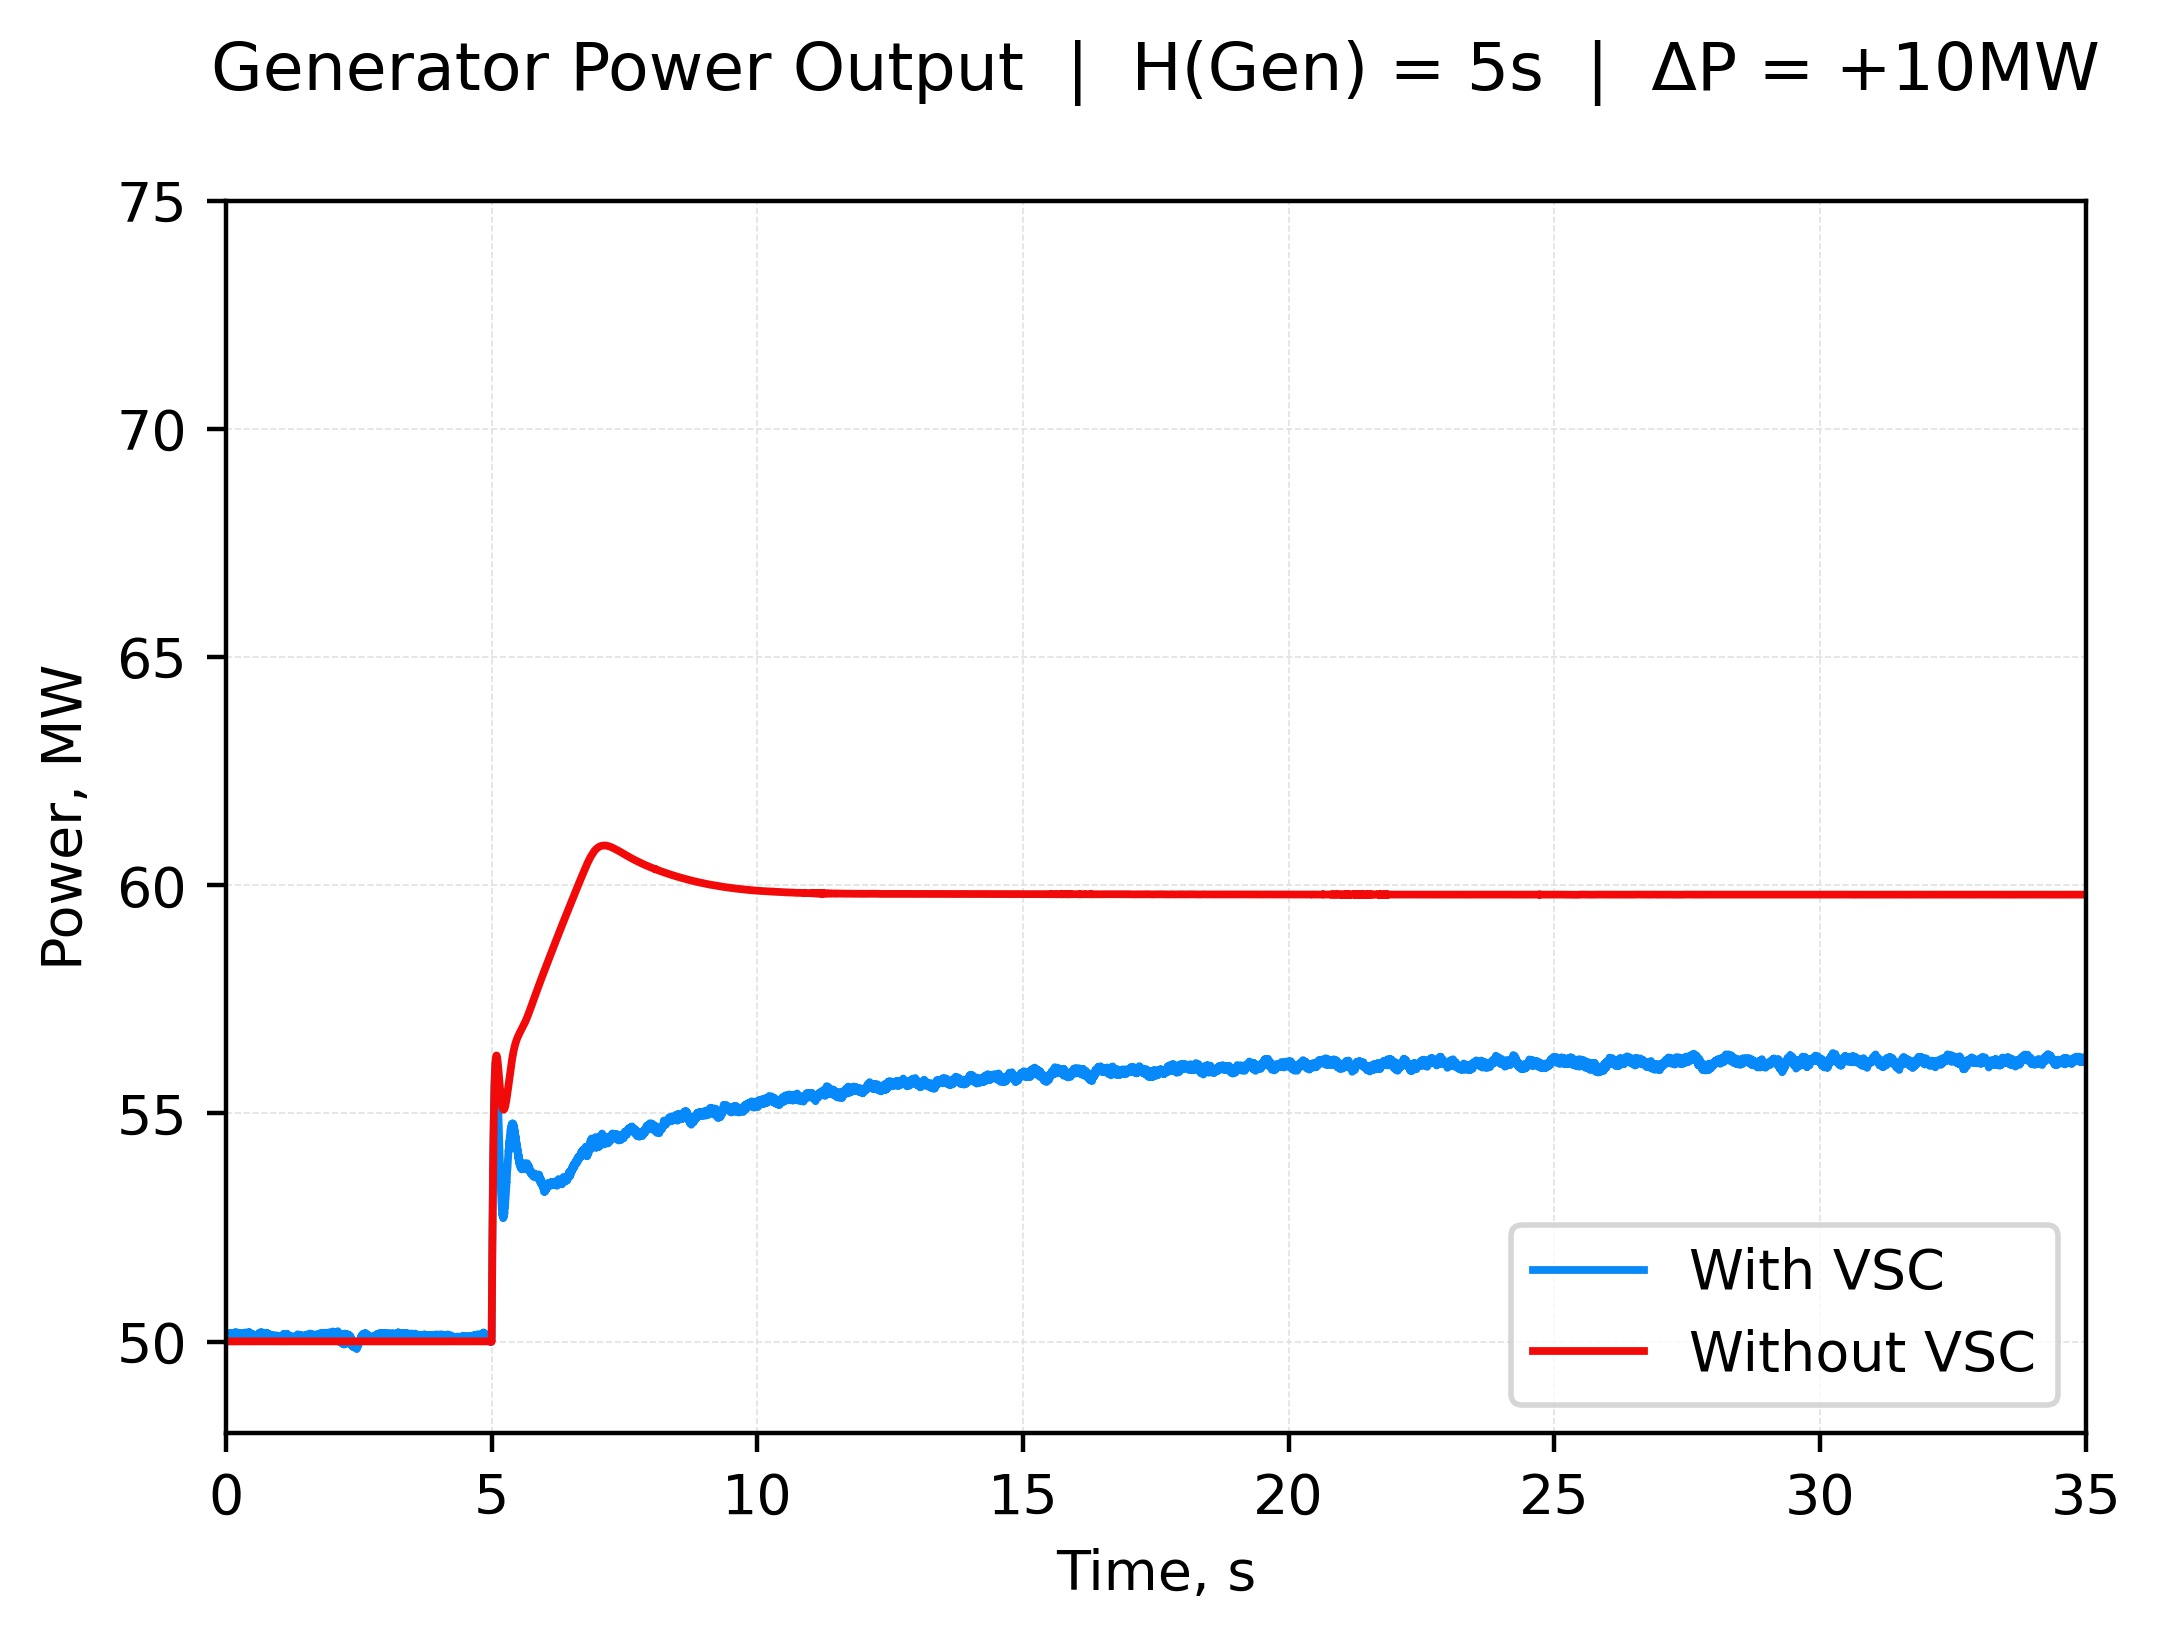 Generator Power Output | H(Gen) = 5s | ΔP = +10MW
75
70
65
60
55
50
Power, MW
With VSC
Without VSC
0 5 10 15 20 25 30 35
Time, s